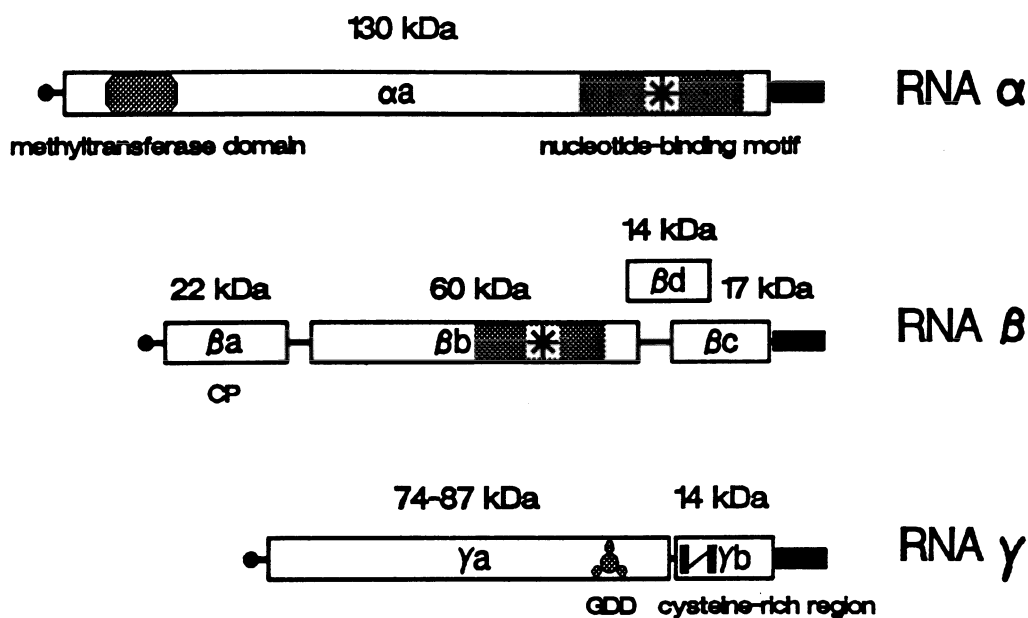 130 kDa
αa
RNA α
methyltransferase domain
nucleotide-binding motif
14 kDa
βd
22 kDa
60 kDa
17 kDa
βa
βb
βc
RNA β
CP
74-87 kDa
14 kDa
γa
γb
RNA γ
GDD
cysteine-rich region